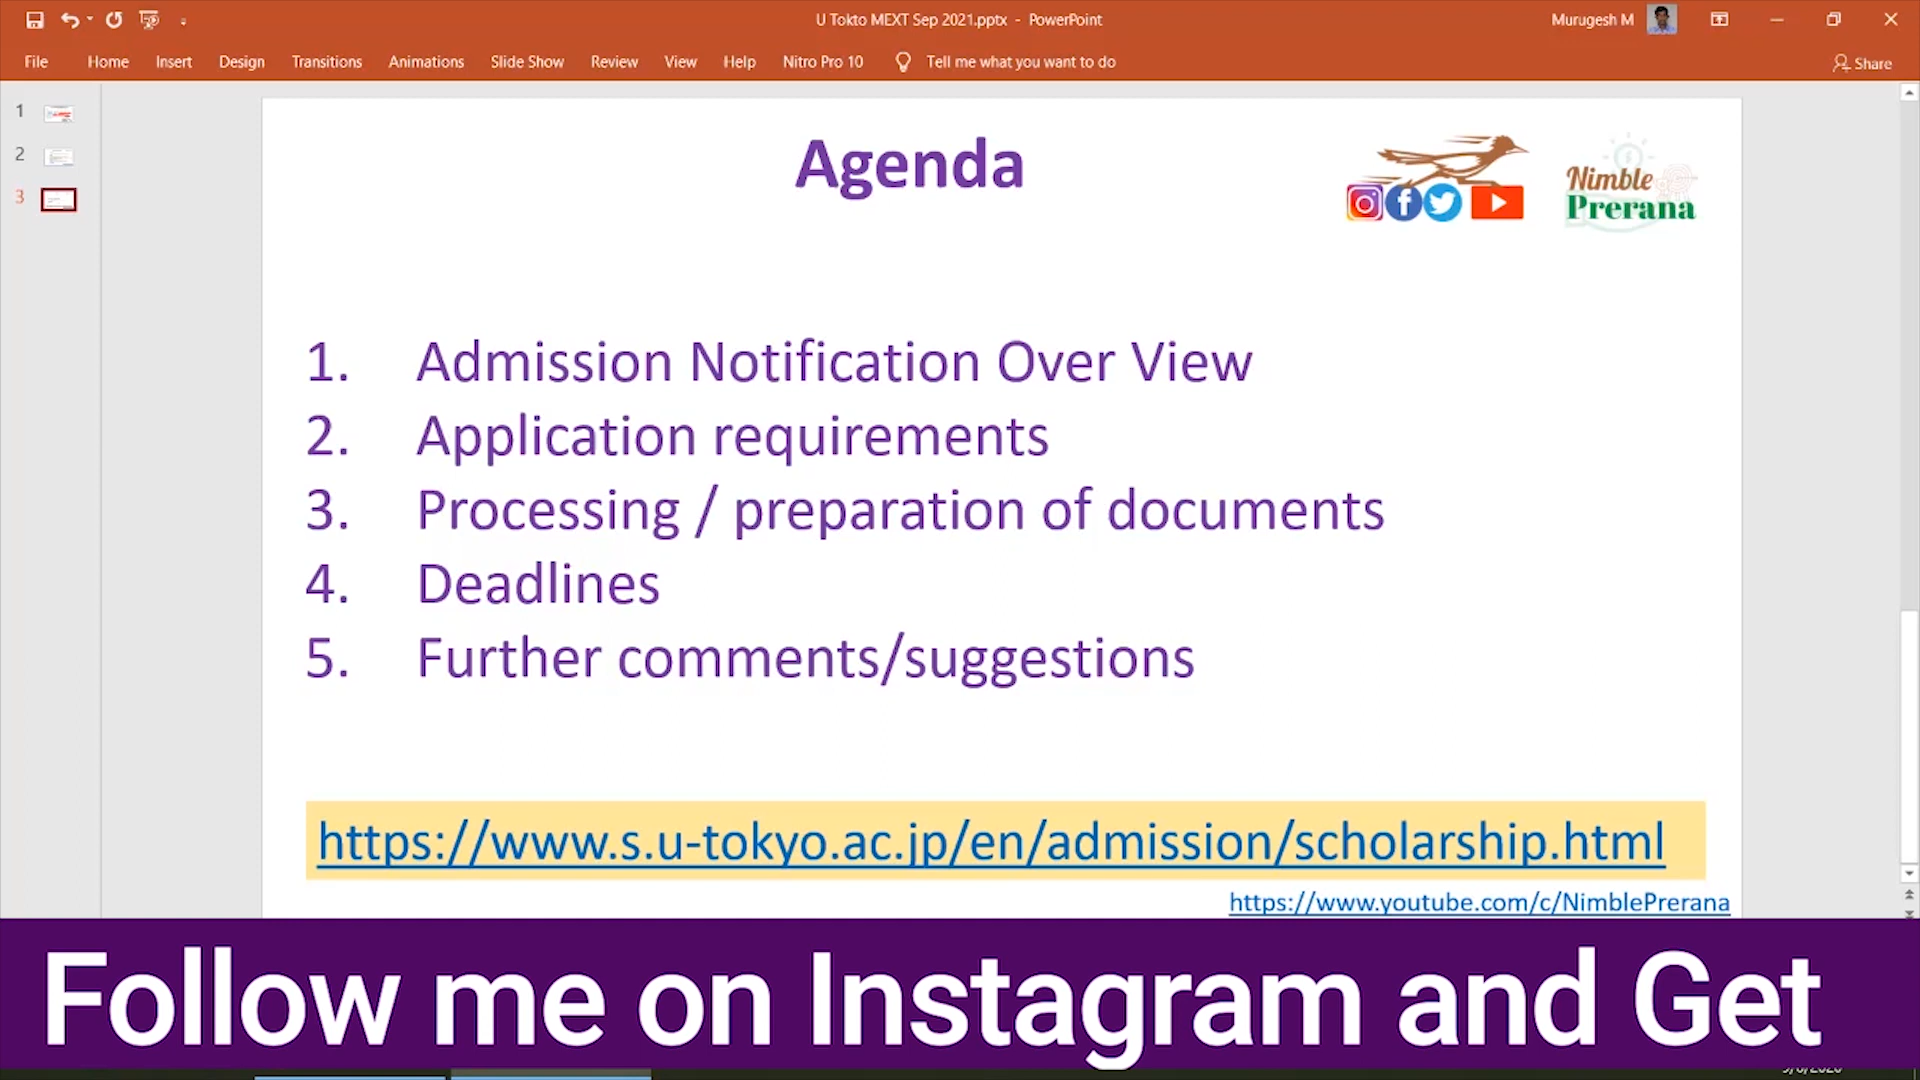 U Tokto MEXT Sep 2021.pptx - PowerPoint
Murugesh M
File Home Insert Design Transitions Animations Slide Show Review View Help Nitro Pro 10 Tell me what you want to do Share
1
2
3
Agenda
Nimble
Prerana
1. Admission Notification Over View
2. Application requirements
3. Processing / preparation of documents
4. Deadlines
5. Further comments/suggestions
https://www.s.u-tokyo.ac.jp/en/admission/scholarship.html
https://www.youtube.com/c/NimblePrerana
Follow me on Instagram and Get